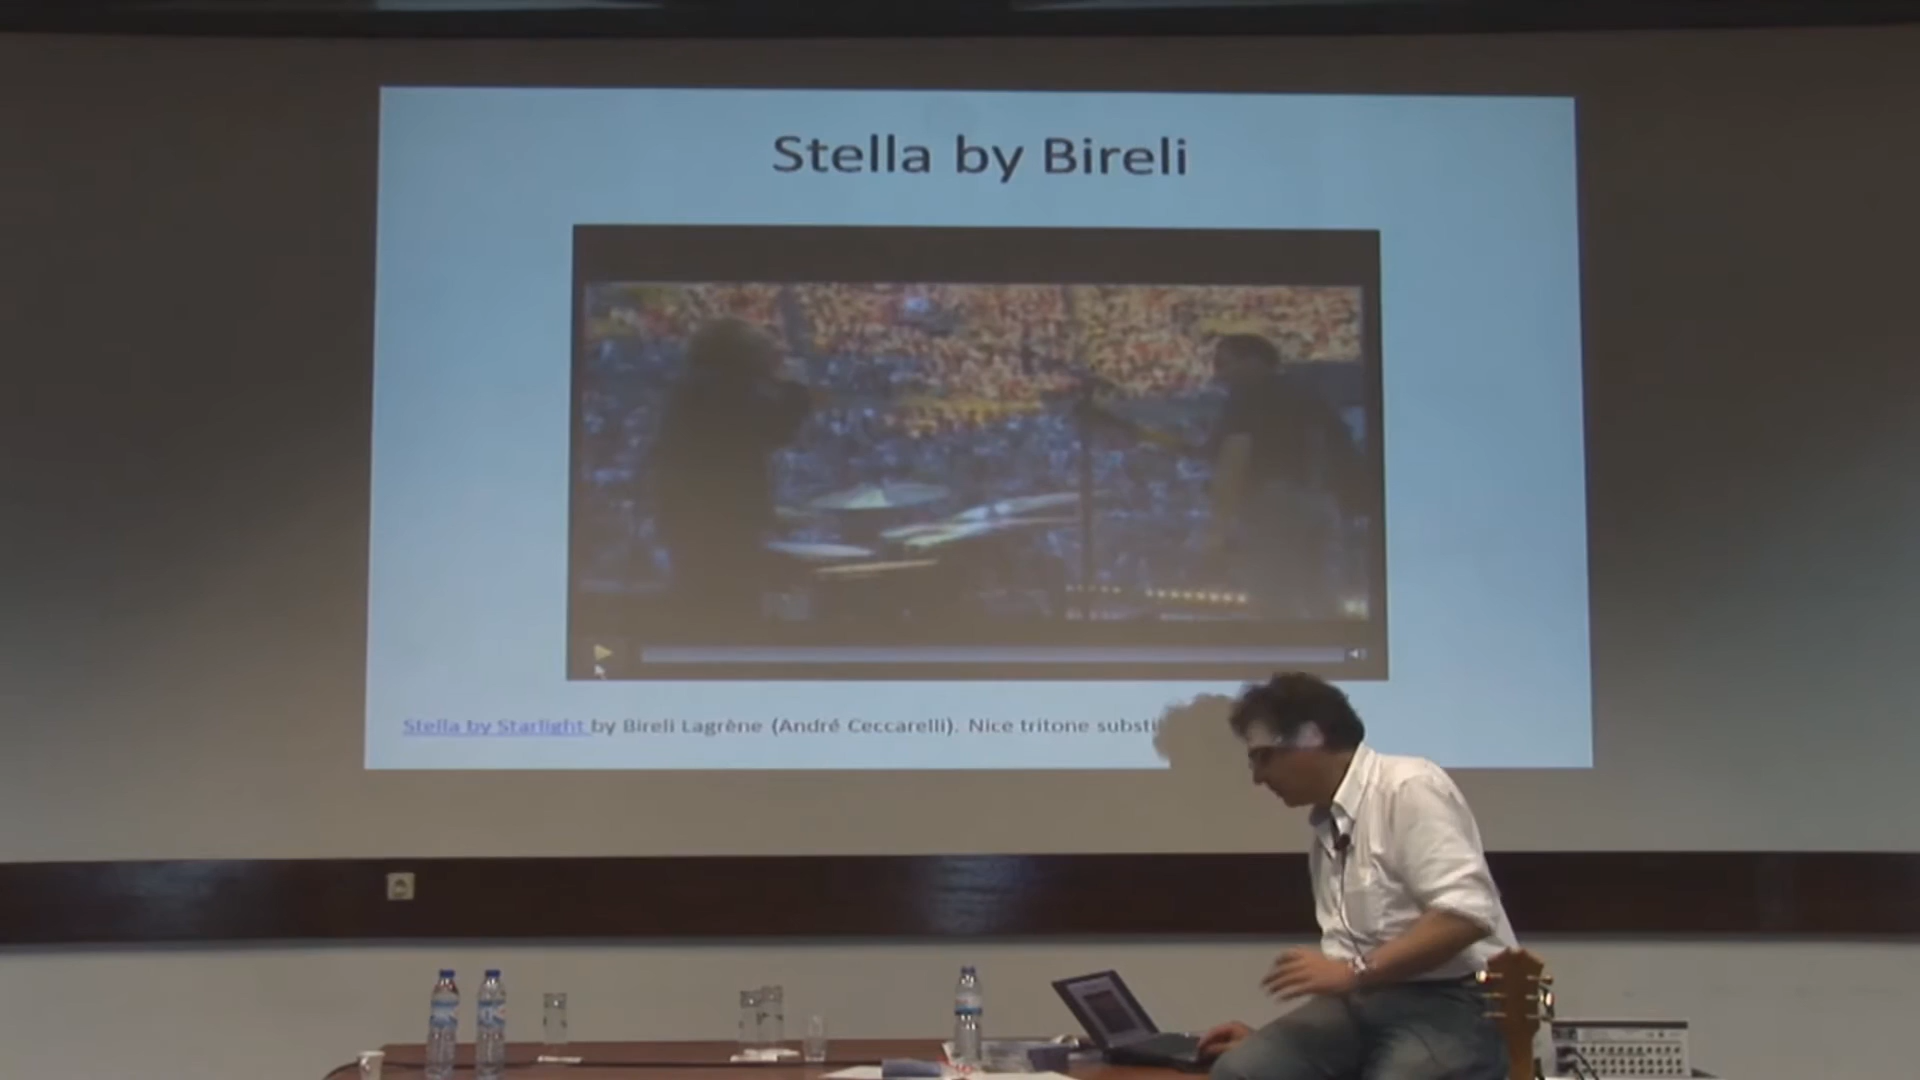 Stella by Bireli
Stella by Starlight by Bireli Lagrène (André Ceccarelli). Nice tritone substi